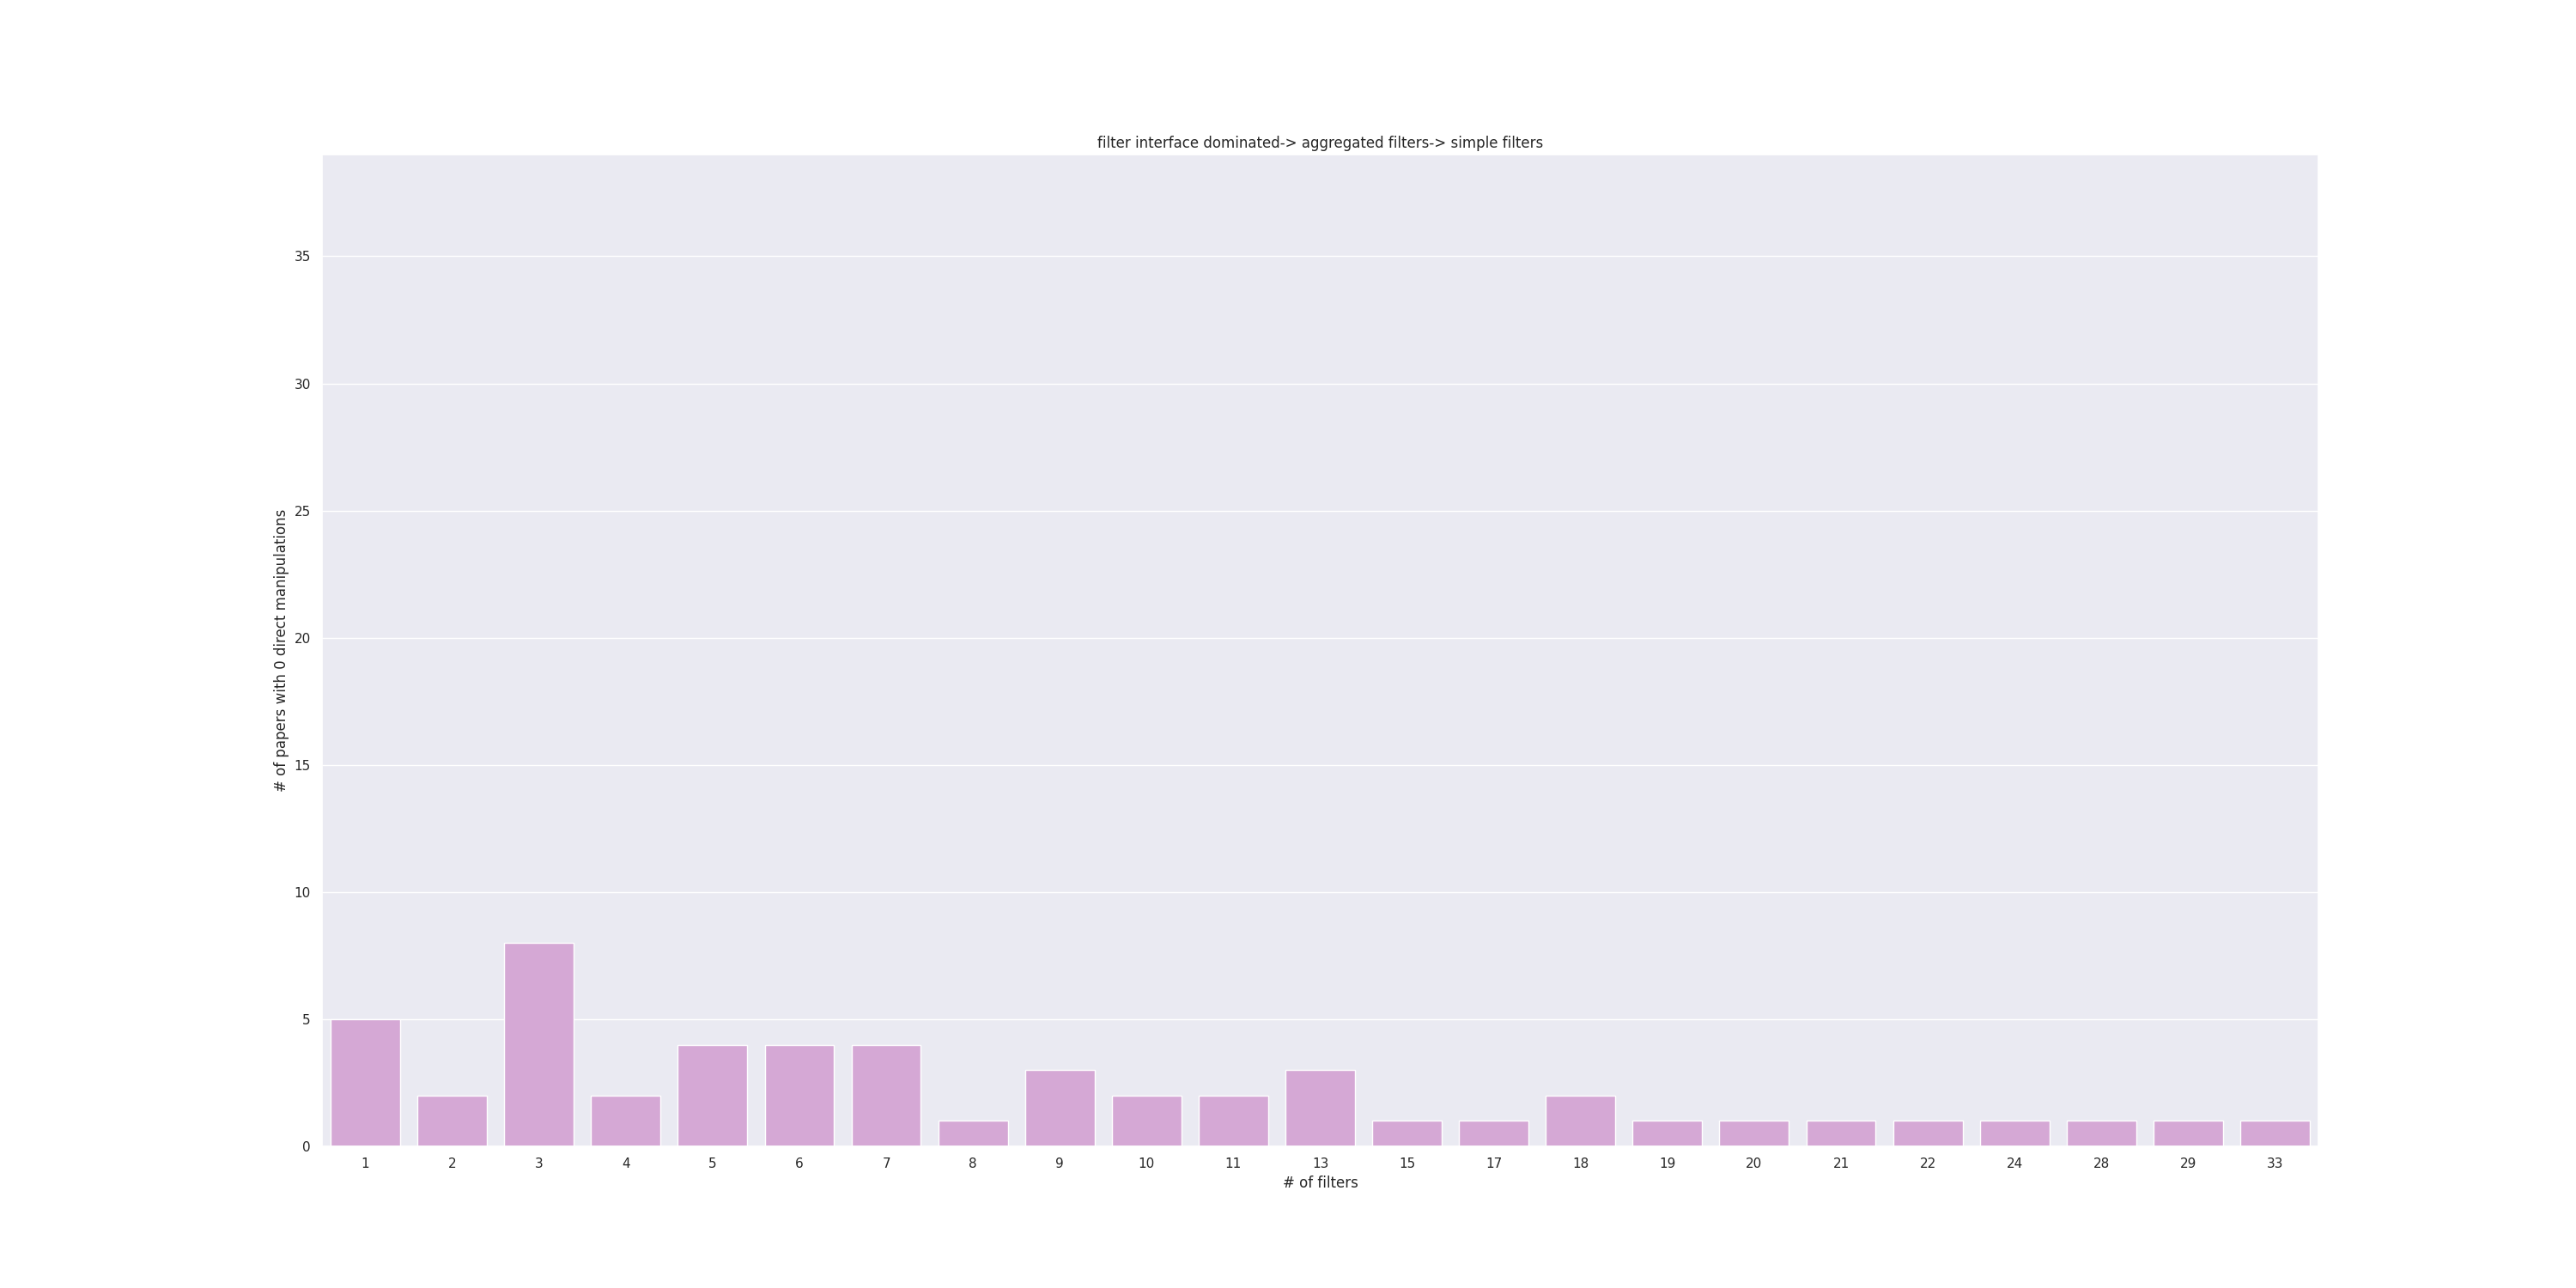 filter interface dominated-> aggregated filters-> simple filters
# of papers with 0 direct manipulations
35
30
25
20
15
10
5
0
1 2 3 4 5 6 7 8 9 10 11 13 15 17 18 19 20 21 22 24 28 29 33
# of filters